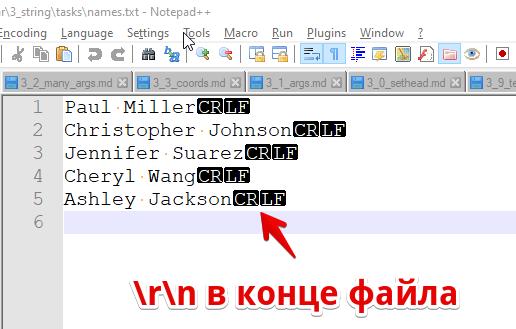 r\3_string\tasks\names.txt - Notepad++
Encoding Language Settings Tools Macro Run Plugins Window ?
3_2_many_args.md 3_3_coords.md 3_1_args.md 3_0_sethead.md 3_9_te
1 Paul Miller CR LF
2 Christopher Johnson CR LF
3 Jennifer Suarez CR LF
4 Cheryl Wang CR LF
5 Ashley Jackson CR LF
6
\r\n в конце файла